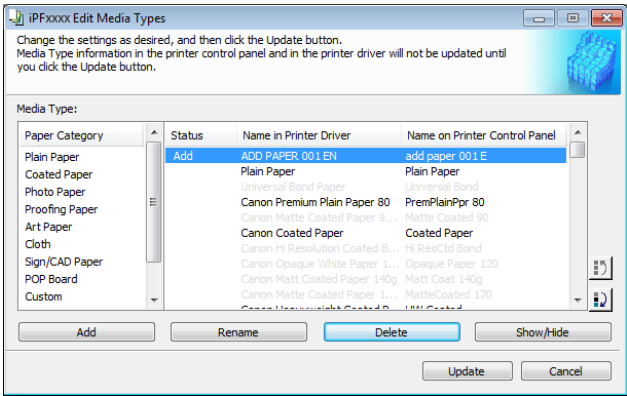 iPFxxxx Edit Media Types
Change the settings as desired, and then click the Update button.
Media Type information in the printer control panel and in the printer driver will not be updated until
you click the Update button.
Media Type:
Paper Category
Plain Paper
Coated Paper
Photo Paper
Proofing Paper
Art Paper
Cloth
Sign/CAD Paper
POP Board
Custom
Status Name in Printer Driver Name on Printer Control Panel
Add ADD PAPER 001 EN add paper 001 E
Plain Paper Plain Paper
Universal Bond Paper Universal Bond
Canon Premium Plain Paper 80 PremPlainPpr 80
Canon Matte Coated Paper 9... Matte Coated 90
Canon Coated Paper Coated Paper
Canon Hi Resolution Coated B... Hi ResCtd Bond
Canon Opaque White Paper 1... Opaque Paper 120
Canon Matt Coated Paper 140g Matt Coat 140g
Canon Matte Coated Paper 1... MatteCoated 170
Add Rename Delete Show/Hide
Update Cancel